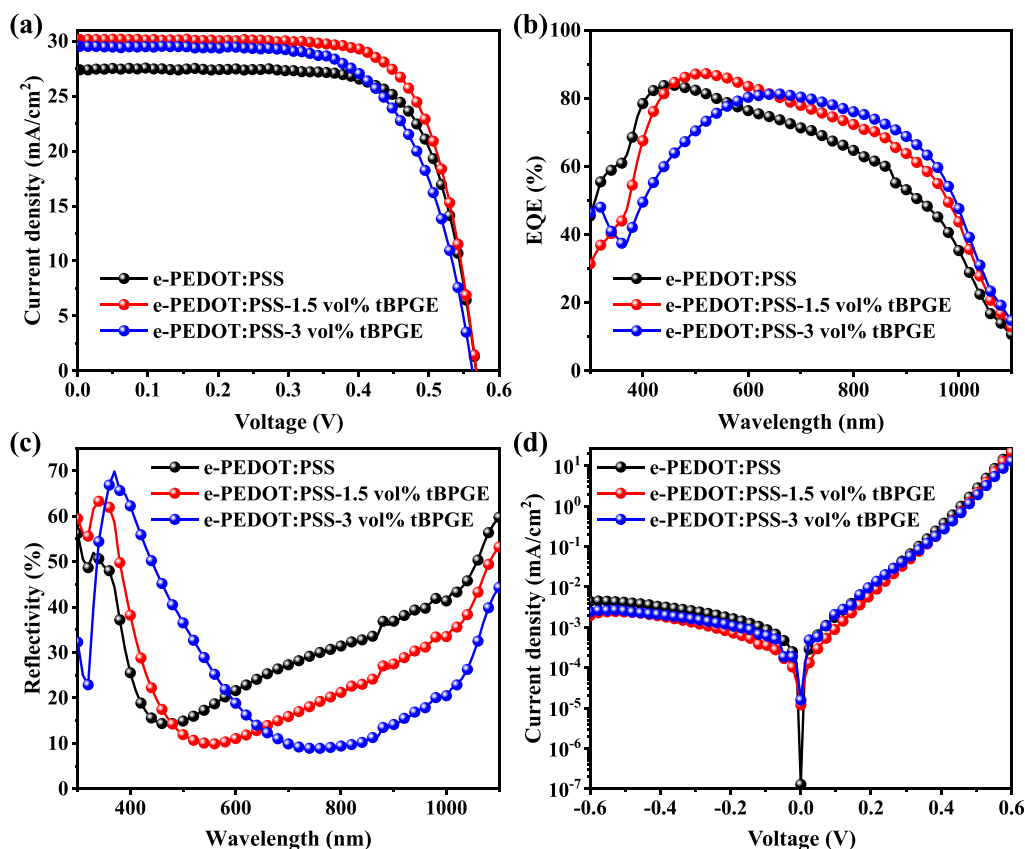 (a)
Current density (mA/cm²)
30
25
20
15
10
5
0
e-PEDOT:PSS
e-PEDOT:PSS-1.5 vol% tBPGE
e-PEDOT:PSS-3 vol% tBPGE
0.0 0.1 0.2 0.3 0.4 0.5 0.6
Voltage (V)
(b)
EQE (%)
100
80
60
40
20
0
e-PEDOT:PSS
e-PEDOT:PSS-1.5 vol% tBPGE
e-PEDOT:PSS-3 vol% tBPGE
400 600 800 1000
Wavelength (nm)
(c)
Reflectivity (%)
70
60
50
40
30
20
10
0
e-PEDOT:PSS
e-PEDOT:PSS-1.5 vol% tBPGE
e-PEDOT:PSS-3 vol% tBPGE
400 600 800 1000
Wavelength (nm)
(d)
Current density (mA/cm²)
10¹
10⁰
10⁻¹
10⁻²
10⁻³
10⁻⁴
10⁻⁵
10⁻⁶
10⁻⁷
e-PEDOT:PSS
e-PEDOT:PSS-1.5 vol% tBPGE
e-PEDOT:PSS-3 vol% tBPGE
-0.6 -0.4 -0.2 0.0 0.2 0.4 0.6
Voltage (V)